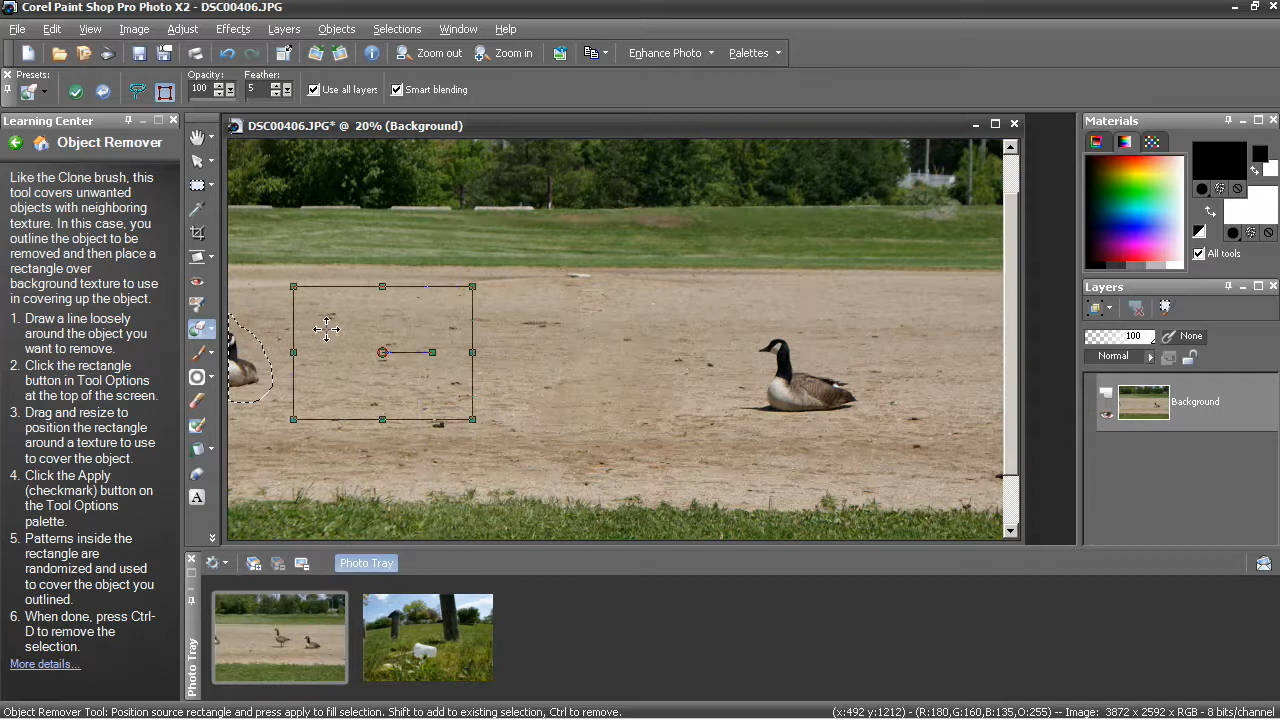 Corel Paint Shop Pro Photo X2 - DSC00406.JPG
File Edit View Image Adjust Effects Layers Objects Selections Window Help
Zoom out Zoom in Enhance Photo Palettes
Presets: Opacity: Feather:
100 5 Use all layers Smart blending
Learning Center
Object Remover
Like the Clone brush, this
tool covers unwanted
objects with neighboring
texture. In this case, you
outline the object to be
removed and then place a
rectangle over
background texture to use
in covering up the object.
1. Draw a line loosely
around the object you
want to remove.
2. Click the rectangle
button in Tool Options
at the top of the screen.
3. Drag and resize to
position the rectangle
around a texture to use
to cover the object.
4. Click the Apply
(checkmark) button on
the Tool Options
palette.
5. Patterns inside the
rectangle are
randomized and used
to cover the object you
outlined.
6. When done, press Ctrl-
D to remove the
selection.
More details...
A
DSC00406.JPG* @ 20% (Background)
Materials
All tools
Layers
100 None
Normal
Background
Photo Tray
Photo Tray
Object Remover Tool: Position source rectangle and press apply to fill selection. Shift to add to existing selection, Ctrl to remove.
(x:492 y:1212) - (R:180,G:160,B:135,O:255) -- Image: 3872 x 2592 x RGB - 8 bits/channel